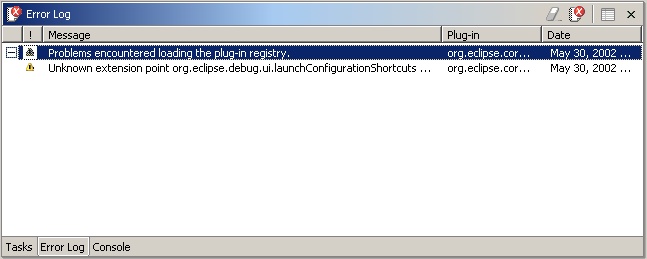 Error Log
! Message Plug-in Date
Problems encountered loading the plug-in registry. org.eclipse.cor... May 30, 2002 ...
Unknown extension point org.eclipse.debug.ui.launchConfigurationShortcuts ... org.eclipse.cor... May 30, 2002 ...
Tasks Error Log Console